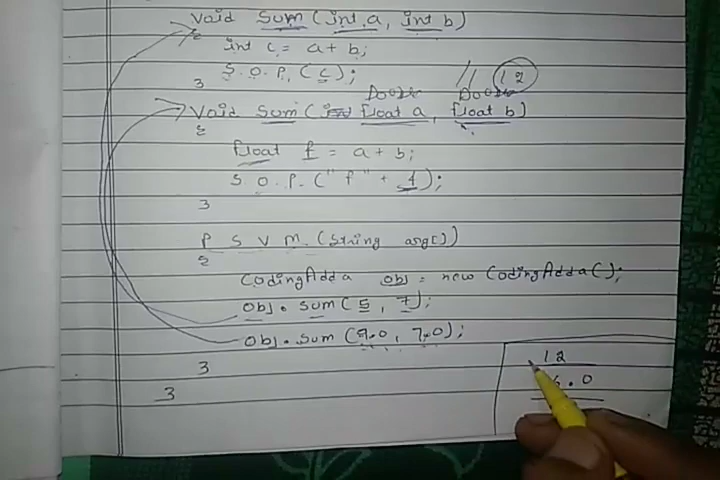 Void Sum (int a, int b)
{
int c = a + b;
S. O. P. (c); // 12
}
Double Double
Void Sum (int float a, float b)
{
float f = a + b;
S O. P. ("f" + f);
}
P S V M. (String arg[])
{
CodingAdda obj = new CodingAdda();
obj. sum (5, 7);
obj. sum (9.0, 7.0);
}
}
12
.0